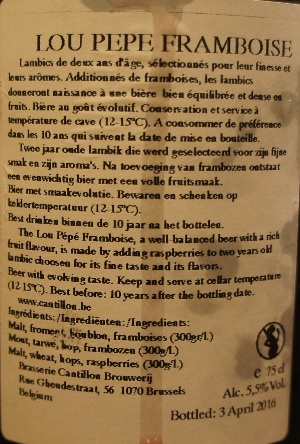 LOU PEPE FRAMBOISE
Lambics de deux ans d'âge, sélectionnés pour leur finesse et
leurs arômes. Additionnés de framboises, les lambics
donneront naissance à une bière bien équilibrée et dense en
fruits. Bière au goût évolutif. Conservation et service à
température de cave (12-15°C). A consommer de préférence
dans les 10 ans qui suivent la date de mise en bouteille.
Twee jaar oude lambik die werd geselecteerd voor zijn fijne
smak en zijn aroma's. Na toevoeging van frambozen ontstaat
een evenwichtig bier met een volle fruitsmaak.
Bier met smaakevolutie. Bewaren en schenken op
keldertemperatuur (12-15°C).
Best drinken binnen de 10 jaar na het bottelen.
The Lou Pépé Framboise, a well-balanced beer with a rich
fruit flavour, is made by adding raspberries to two years old
lambic choosen for its fine taste and its flavors.
Beer with evolving taste. Keep and serve at cellar temperature
(12-15°C). Best before: 10 years after the bottling date.
www.cantillon.be
Ingrédients:/Ingrediënten:/Ingredients:
Malt, froment, houblon, framboises (300gr/l.)
Mout, tarwe, hop, frambozen (300g/l.)
Malt, wheat, hops, raspberries (300g/l.)
Brasserie Cantillon Brouwerij
Rue Gheudestraat, 56 1070 Brussels
Belgium
e 75 cl
Alc. 5,5% Vol.
Bottled: 3 April 2016